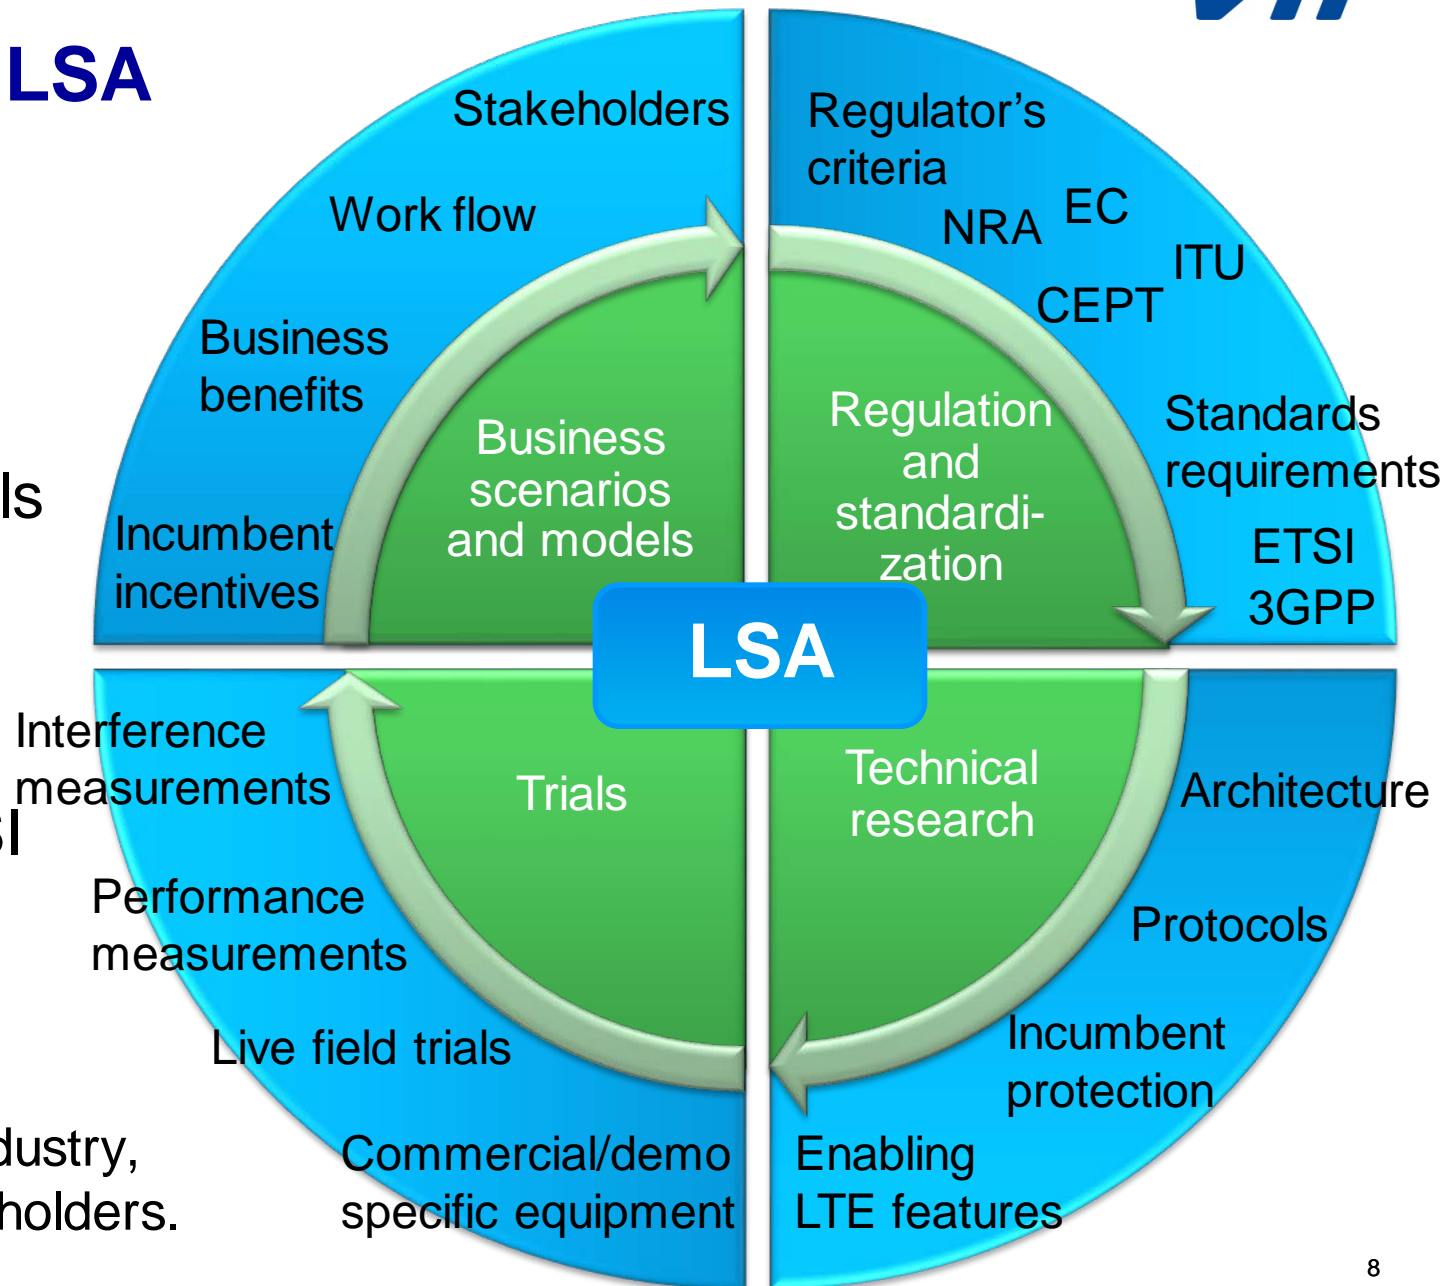 LSA
Stakeholders
Work flow
Business
benefits
Incumbent
incentives
Business
scenarios
and models
Regulator’s
criteria
NRA
EC
ITU
CEPT
Standards
requirements
ETSI
3GPP
Regulation
and
standardi-
zation
LSA
Technical
research
Architecture
Protocols
Incumbent
protection
Enabling
LTE features
Trials
Interference
measurements
Performance
measurements
Live field trials
Commercial/demo
specific equipment
ls
SI
dustry,
holders.
8